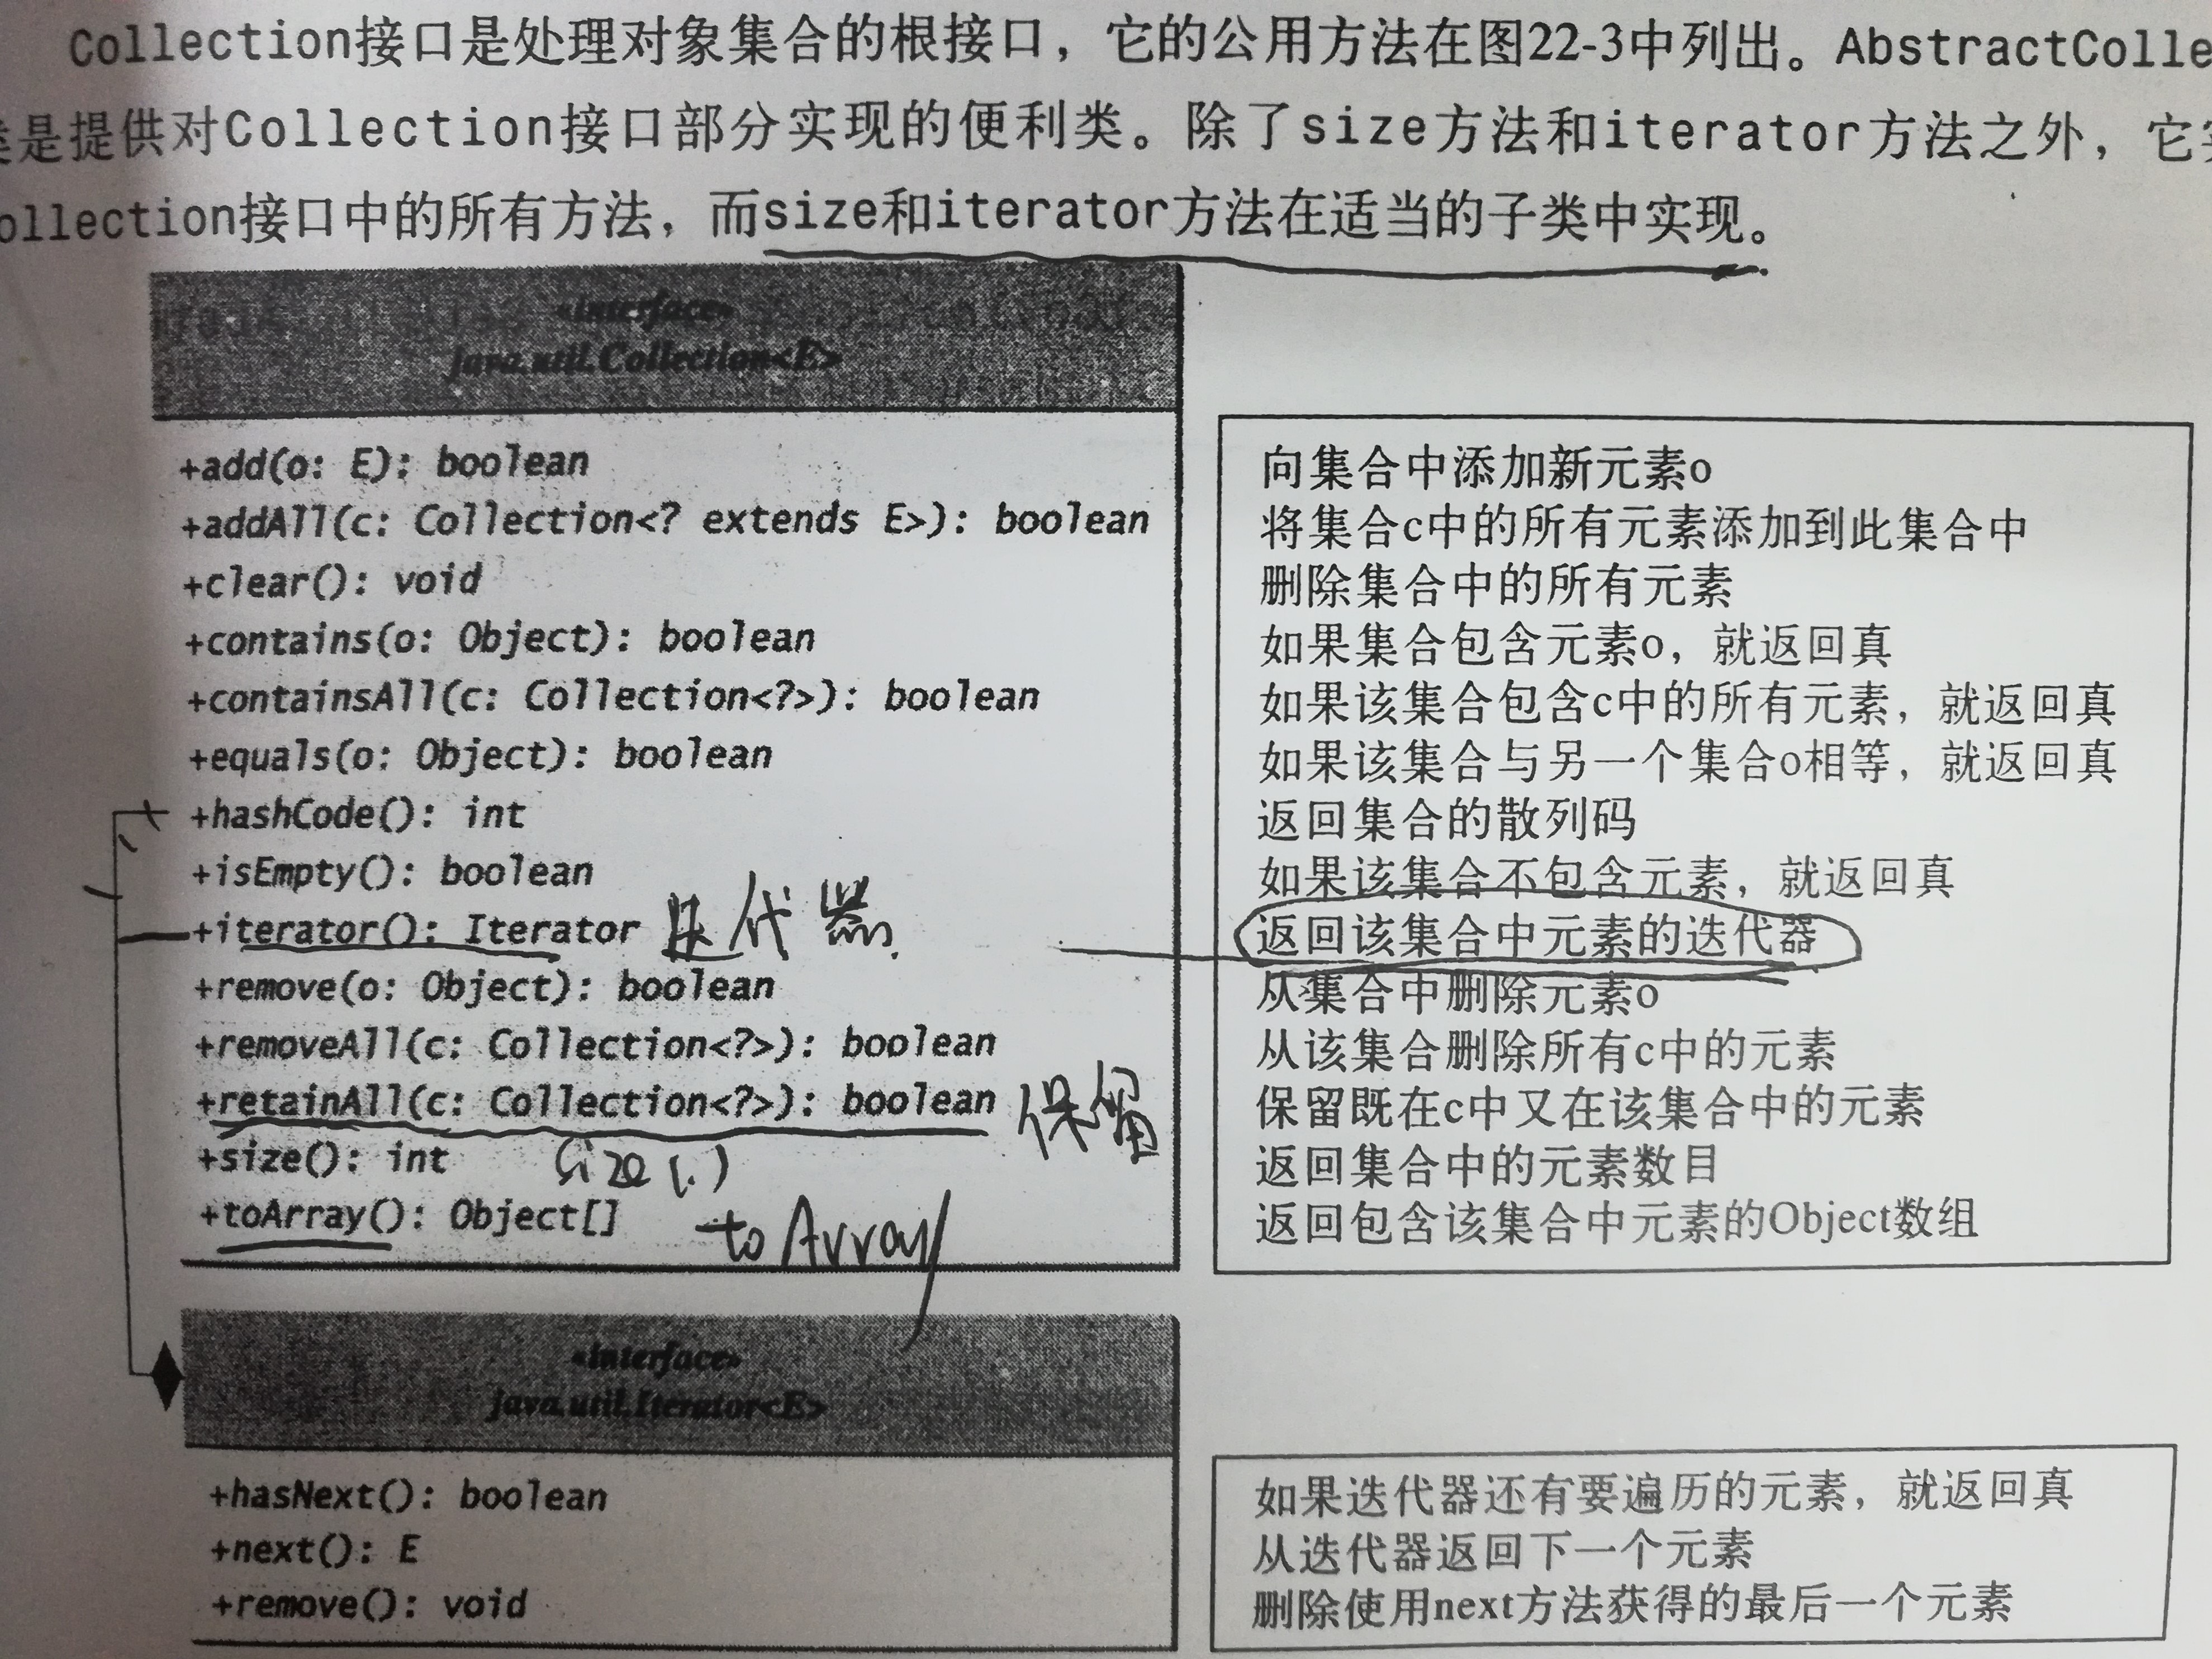 Collection接口是处理对象集合的根接口，它的公用方法在图22-3中列出。AbstractColle
类是提供对Collection接口部分实现的便利类。除了size方法和iterator方法之外，它实
ollection接口中的所有方法，而size和iterator方法在适当的子类中实现。
«interface»
java.util.Collection<E>
+add(o: E): boolean 向集合中添加新元素o
+addAll(c: Collection<? extends E>): boolean 将集合c中的所有元素添加到此集合中
+clear(): void 删除集合中的所有元素
+contains(o: Object): boolean 如果集合包含元素o，就返回真
+containsAll(c: Collection<?>): boolean 如果该集合包含c中的所有元素，就返回真
+equals(o: Object): boolean 如果该集合与另一个集合o相等，就返回真
+hashCode(): int 返回集合的散列码
+isEmpty(): boolean 如果该集合不包含元素，就返回真
+iterator(): Iterator 迭代器 返回该集合中元素的迭代器
+remove(o: Object): boolean 从集合中删除元素o
+removeAll(c: Collection<?>): boolean 从该集合删除所有c中的元素
+retainAll(c: Collection<?>): boolean 保留 保留既在c中又在该集合中的元素
+size(): int size() 返回集合中的元素数目
+toArray(): Object[] toArray 返回包含该集合中元素的Object数组
«interface»
java.util.Iterator<E>
+hasNext(): boolean 如果迭代器还有要遍历的元素，就返回真
+next(): E 从迭代器返回下一个元素
+remove(): void 删除使用next方法获得的最后一个元素